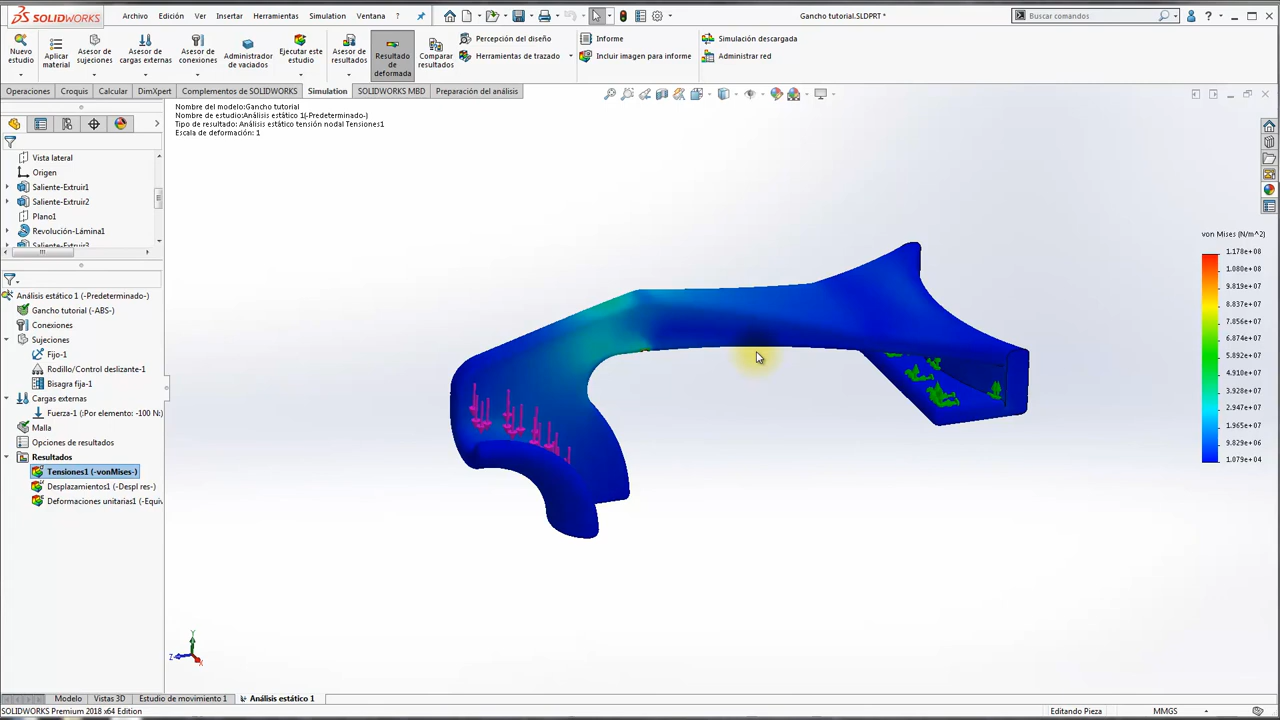 SOLIDWORKS
Archivo Edición Ver Insertar Herramientas Simulation Ventana ?
Gancho tutorial.SLDPRT *
Buscar comandos
?
Nuevo estudio
Aplicar material
Asesor de sujeciones
Asesor de cargas externas
Asesor de conexiones
Administrador de vaciados
Ejecutar este estudio
Asesor de resultados
Resultado de deformada
Comparar resultados
Percepción del diseño
Herramientas de trazado
Informe
Incluir imagen para informe
Simulación descargada
Administrar red
Operaciones Croquis Calcular DimXpert Complementos de SOLIDWORKS Simulation SOLIDWORKS MBD Preparación del análisis
Nombre del modelo:Gancho tutorial
Nombre de estudio:Análisis estático 1(-Predeterminado-)
Tipo de resultado: Análisis estático tensión nodal Tensiones1
Escala de deformación: 1
Vista lateral
Origen
Saliente-Extruir1
Saliente-Extruir2
Plano1
Revolución-Lámina1
Saliente-Extruir3
Análisis estático 1 (-Predeterminado-)
Gancho tutorial (-ABS-)
Conexiones
Sujeciones
Fijo-1
Rodillo/Control deslizante-1
Bisagra fija-1
Cargas externas
Fuerza-1 (:Por elemento: -100 N:)
Malla
Opciones de resultados
Resultados
Tensiones1 (-vonMises-)
Desplazamientos1 (-Despl res-)
Deformaciones unitarias1 (-Equiv
von Mises (N/m^2)
1.178e+08
1.080e+08
9.819e+07
8.837e+07
7.855e+07
6.873e+07
5.892e+07
4.910e+07
3.928e+07
2.947e+07
1.965e+07
9.829e+06
1.079e+04
Y
Z
X
Modelo Vistas 3D Estudio de movimiento 1 Análisis estático 1
SOLIDWORKS Premium 2018 x64 Edition
Editando Pieza
MMGS